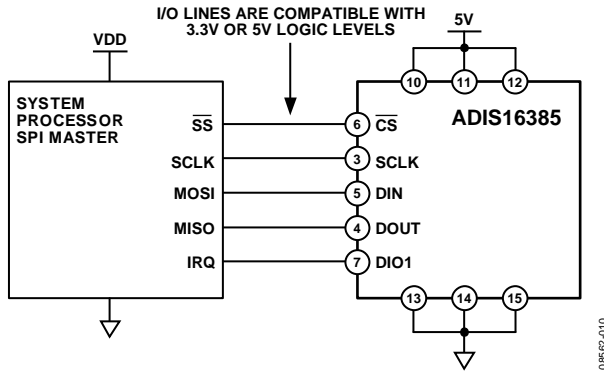 I/O LINES ARE COMPATIBLE WITH
3.3V OR 5V LOGIC LEVELS
VDD
5V
10
11
12
SYSTEM
PROCESSOR
SPI MASTER
ADIS16385
SS
6
CS
SCLK
3
SCLK
MOSI
5
DIN
MISO
4
DOUT
IRQ
7
DIO1
13
14
15
08562-010